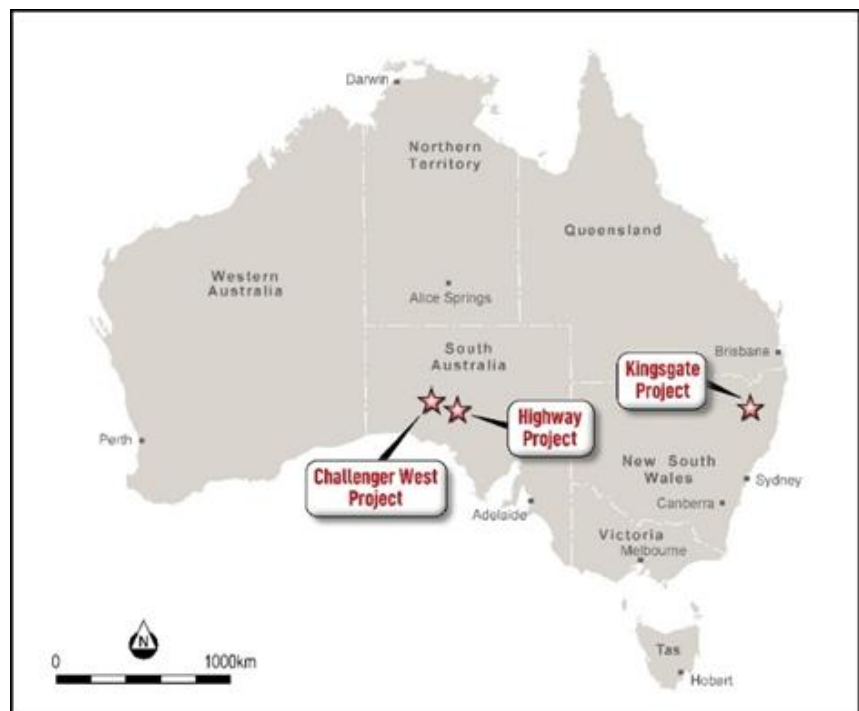 Darwin
Northern
Territory
Queensland
Western
Australia
Alice Springs
South
Australia
Brisbane
Kingsgate
Project
Highway
Project
Perth
Challenger West
Project
New South
Wales
Sydney
Canberra
Adelaide
Victoria
Melbourne
N
0 1000km
Tas
Hobert